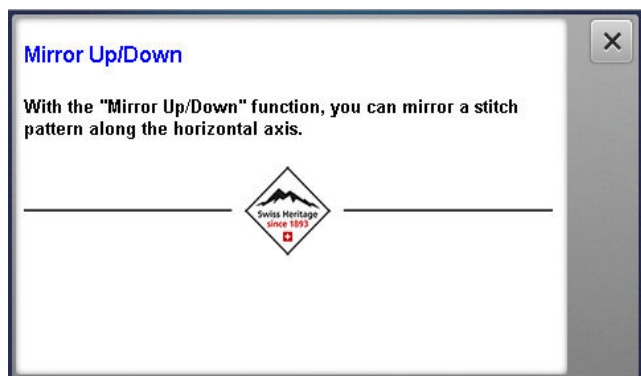 Mirror Up/Down
With the "Mirror Up/Down" function, you can mirror a stitch
pattern along the horizontal axis.
Swiss Heritage
since 1893